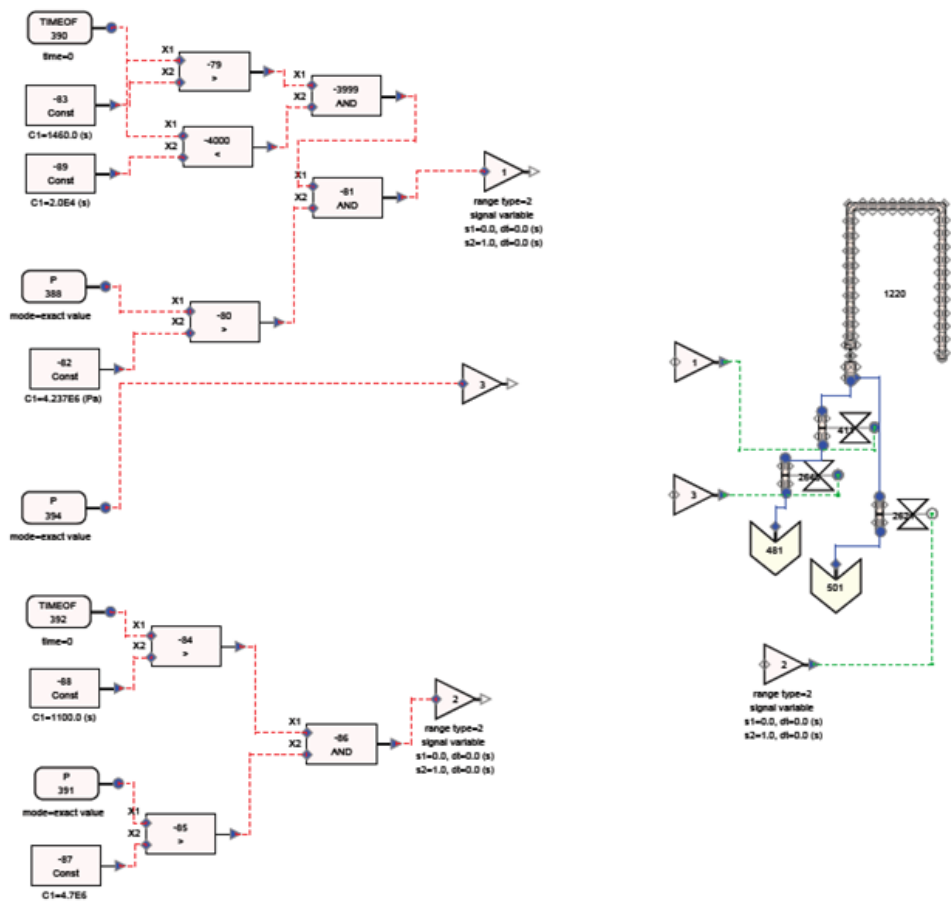 TIMEOF
390
time=0
X1
X2
-79
>
-83
Const
C1=1460.0 (s)
X1
X2
-3999
AND
X1
X2
-4000
<
-89
Const
C1=2.0E4 (s)
X1
X2
-81
AND
1
range type=2
signal variable
s1=0.0, dt=0.0 (s)
s2=1.0, dt=0.0 (s)
P
388
mode=exact value
X1
X2
-80
>
-82
Const
C1=4.237E6 (Pa)
3
P
394
mode=exact value
TIMEOF
392
time=0
X1
X2
-84
>
-88
Const
C1=1100.0 (s)
X1
X2
-86
AND
2
range type=2
signal variable
s1=0.0, dt=0.0 (s)
s2=1.0, dt=0.0 (s)
P
391
mode=exact value
X1
X2
-85
>
-87
Const
C1=4.7E6
1220
1
3
481
501
2
range type=2
signal variable
s1=0.0, dt=0.0 (s)
s2=1.0, dt=0.0 (s)